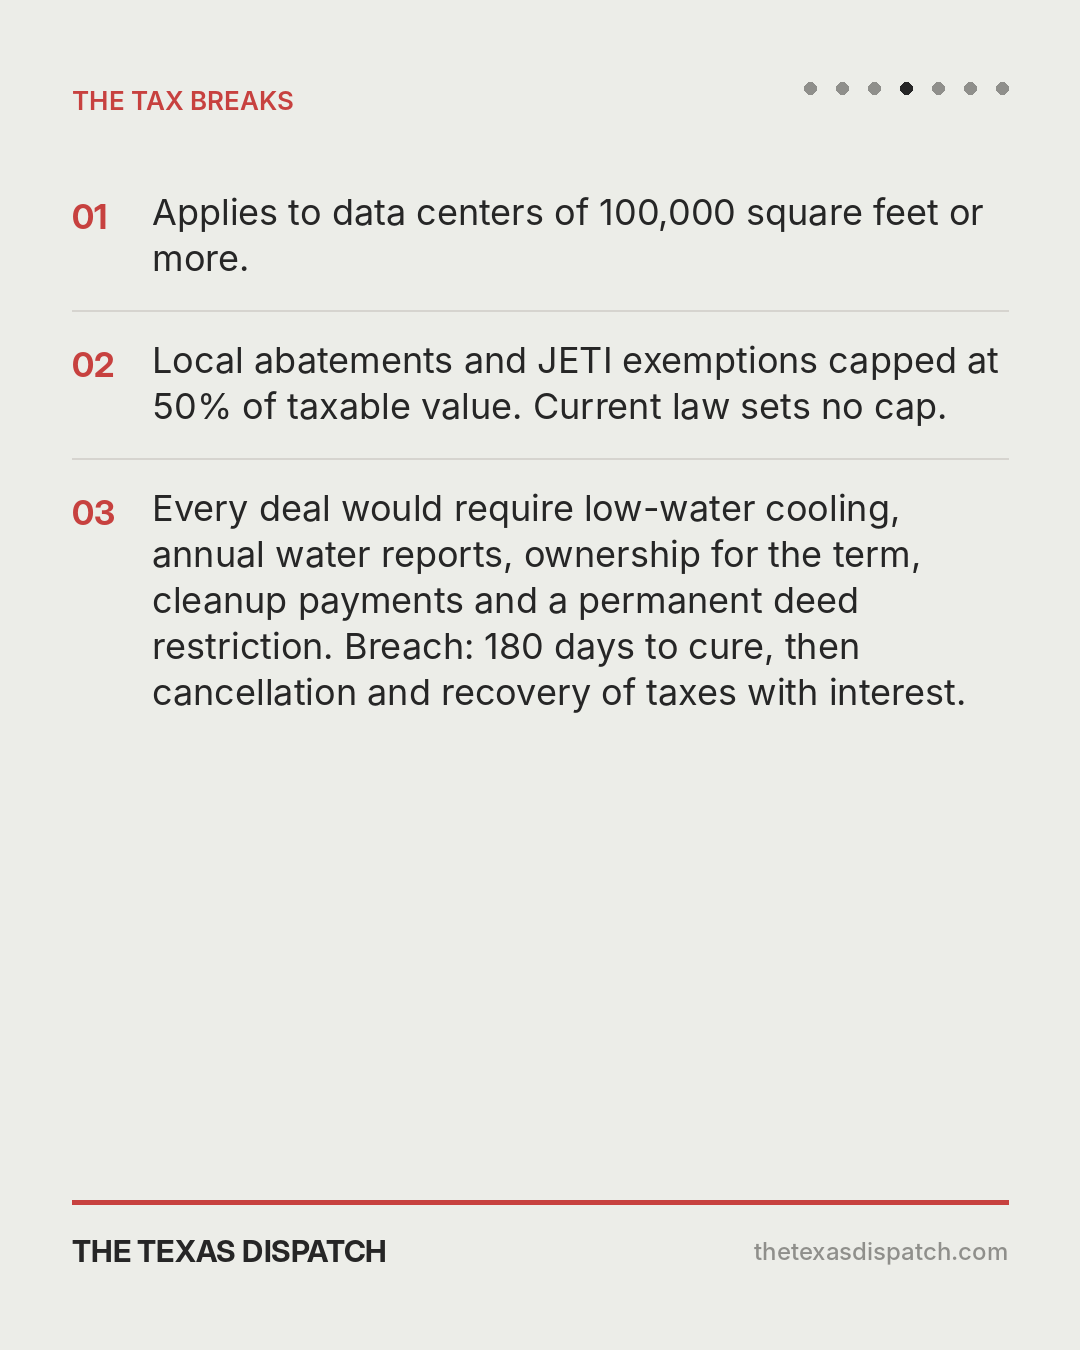 THE TAX BREAKS
01 Applies to data centers of 100,000 square feet or
more.
02 Local abatements and JETI exemptions capped at
50% of taxable value. Current law sets no cap.
03 Every deal would require low-water cooling,
annual water reports, ownership for the term,
cleanup payments and a permanent deed
restriction. Breach: 180 days to cure, then
cancellation and recovery of taxes with interest.
THE TEXAS DISPATCH
thetexasdispatch.com